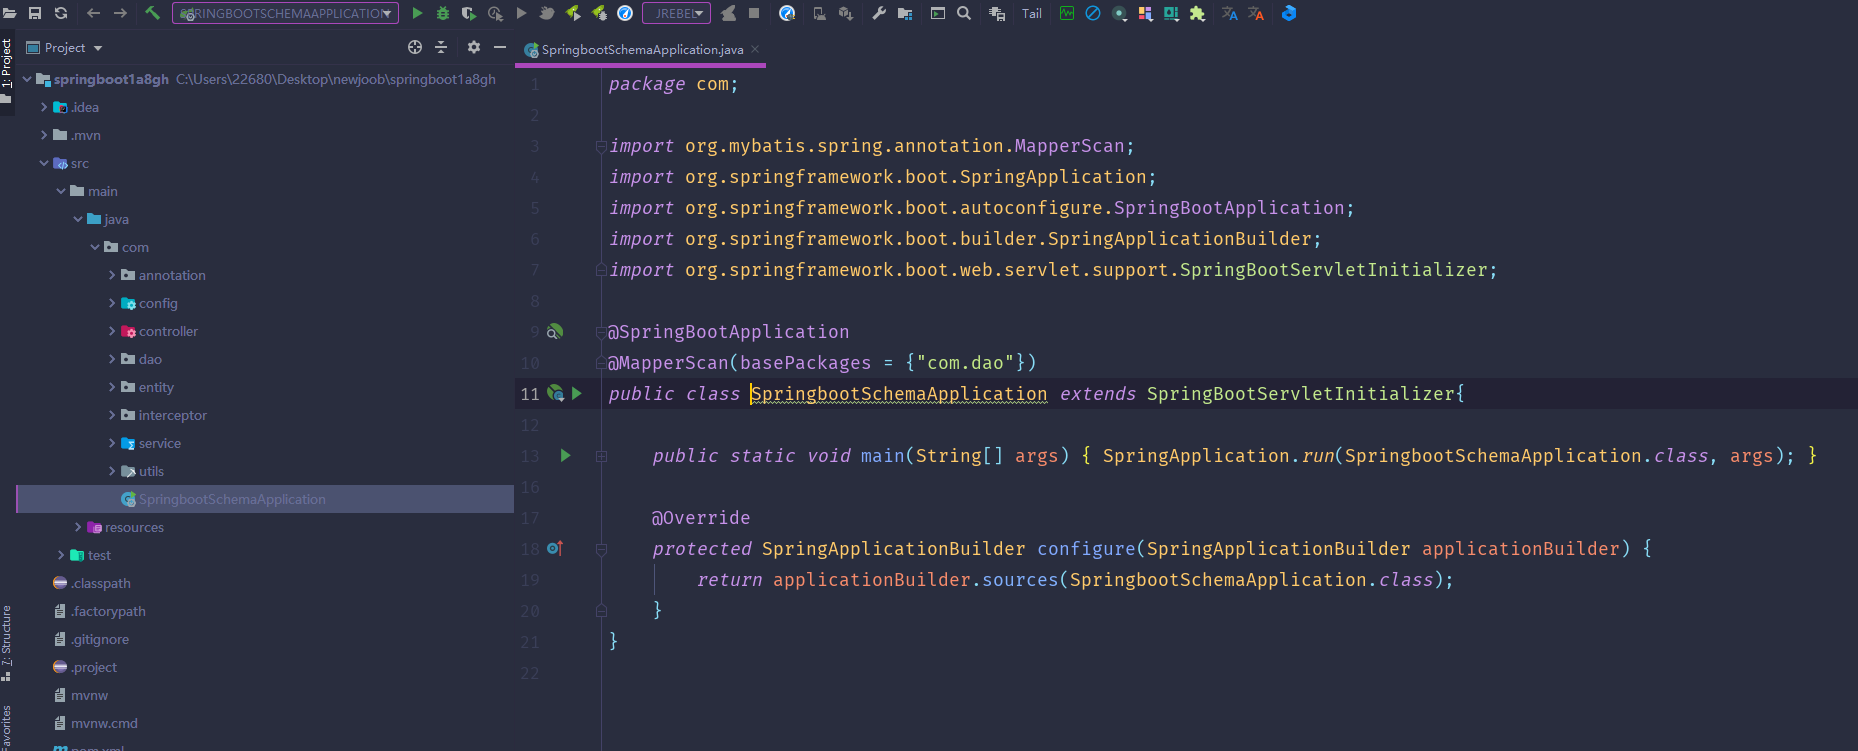 SPRINGBOOTSCHEMAAPPLICATION
JREBEL
Tail
Project
SpringbootSchemaApplication.java
1: Project
springboot1a8gh C:\Users\22680\Desktop\newjoob\springboot1a8gh
.idea
.mvn
src
main
java
com
annotation
config
controller
dao
entity
interceptor
service
utils
SpringbootSchemaApplication
resources
test
.classpath
.factorypath
.gitignore
.project
mvnw
mvnw.cmd
pom.xml
7: Structure
Favorites
1 package com;
2
3 import org.mybatis.spring.annotation.MapperScan;
4 import org.springframework.boot.SpringApplication;
5 import org.springframework.boot.autoconfigure.SpringBootApplication;
6 import org.springframework.boot.builder.SpringApplicationBuilder;
7 import org.springframework.boot.web.servlet.support.SpringBootServletInitializer;
8
9 @SpringBootApplication
10 @MapperScan(basePackages = {"com.dao"})
11 public class SpringbootSchemaApplication extends SpringBootServletInitializer{
12
13 public static void main(String[] args) { SpringApplication.run(SpringbootSchemaApplication.class, args); }
16
17 @Override
18 protected SpringApplicationBuilder configure(SpringApplicationBuilder applicationBuilder) {
19 return applicationBuilder.sources(SpringbootSchemaApplication.class);
20 }
21 }
22